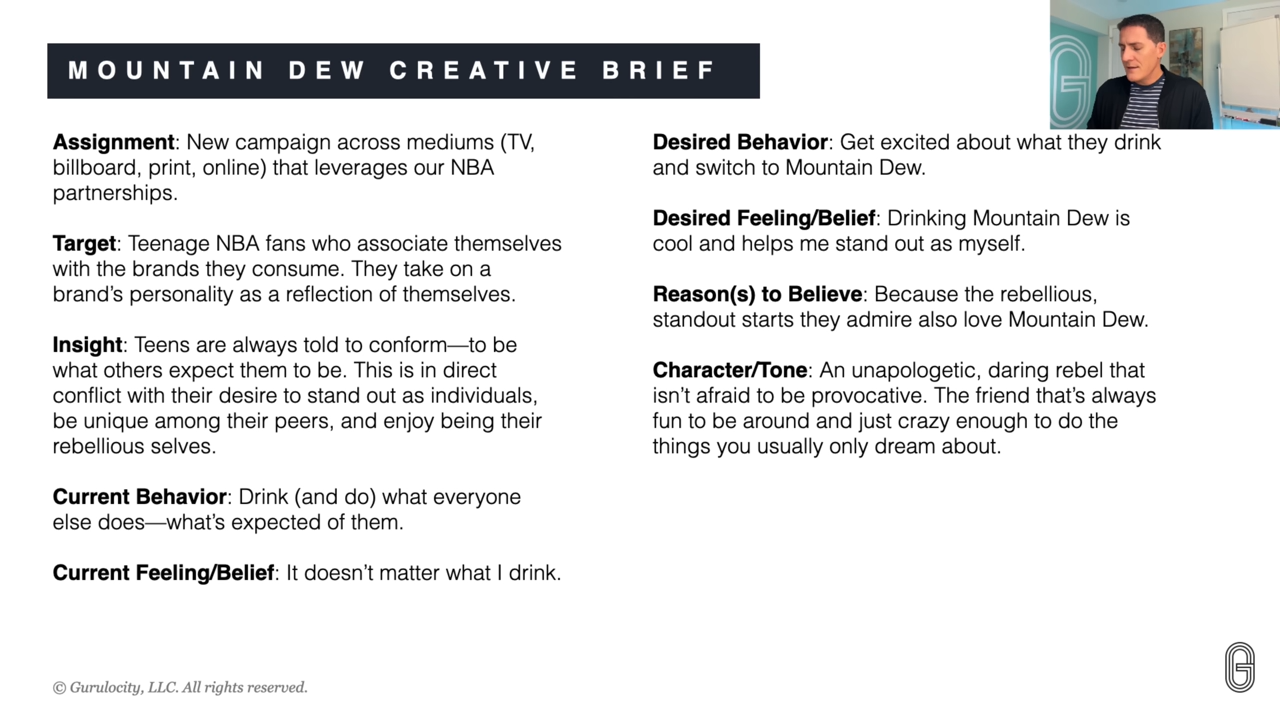 MOUNTAIN DEW CREATIVE BRIEF
Assignment: New campaign across mediums (TV,
billboard, print, online) that leverages our NBA
partnerships.
Target: Teenage NBA fans who associate themselves
with the brands they consume. They take on a
brand’s personality as a reflection of themselves.
Insight: Teens are always told to conform—to be
what others expect them to be. This is in direct
conflict with their desire to stand out as individuals,
be unique among their peers, and enjoy being their
rebellious selves.
Current Behavior: Drink (and do) what everyone
else does—what’s expected of them.
Current Feeling/Belief: It doesn’t matter what I drink.
Desired Behavior: Get excited about what they drink
and switch to Mountain Dew.
Desired Feeling/Belief: Drinking Mountain Dew is
cool and helps me stand out as myself.
Reason(s) to Believe: Because the rebellious,
standout starts they admire also love Mountain Dew.
Character/Tone: An unapologetic, daring rebel that
isn’t afraid to be provocative. The friend that’s always
fun to be around and just crazy enough to do the
things you usually only dream about.
© Gurulocity, LLC. All rights reserved.
G
G